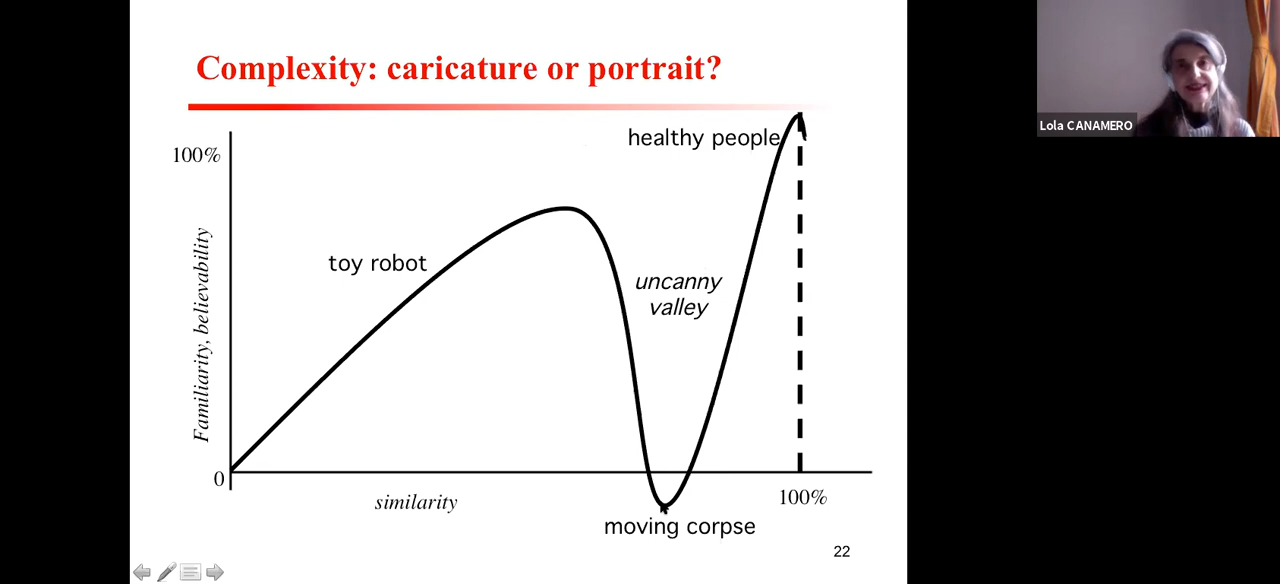 Complexity: caricature or portrait?
Lola CANAMERO
healthy people
100%
toy robot
uncanny
valley
Familiarity, believability
0
similarity
100%
moving corpse
22